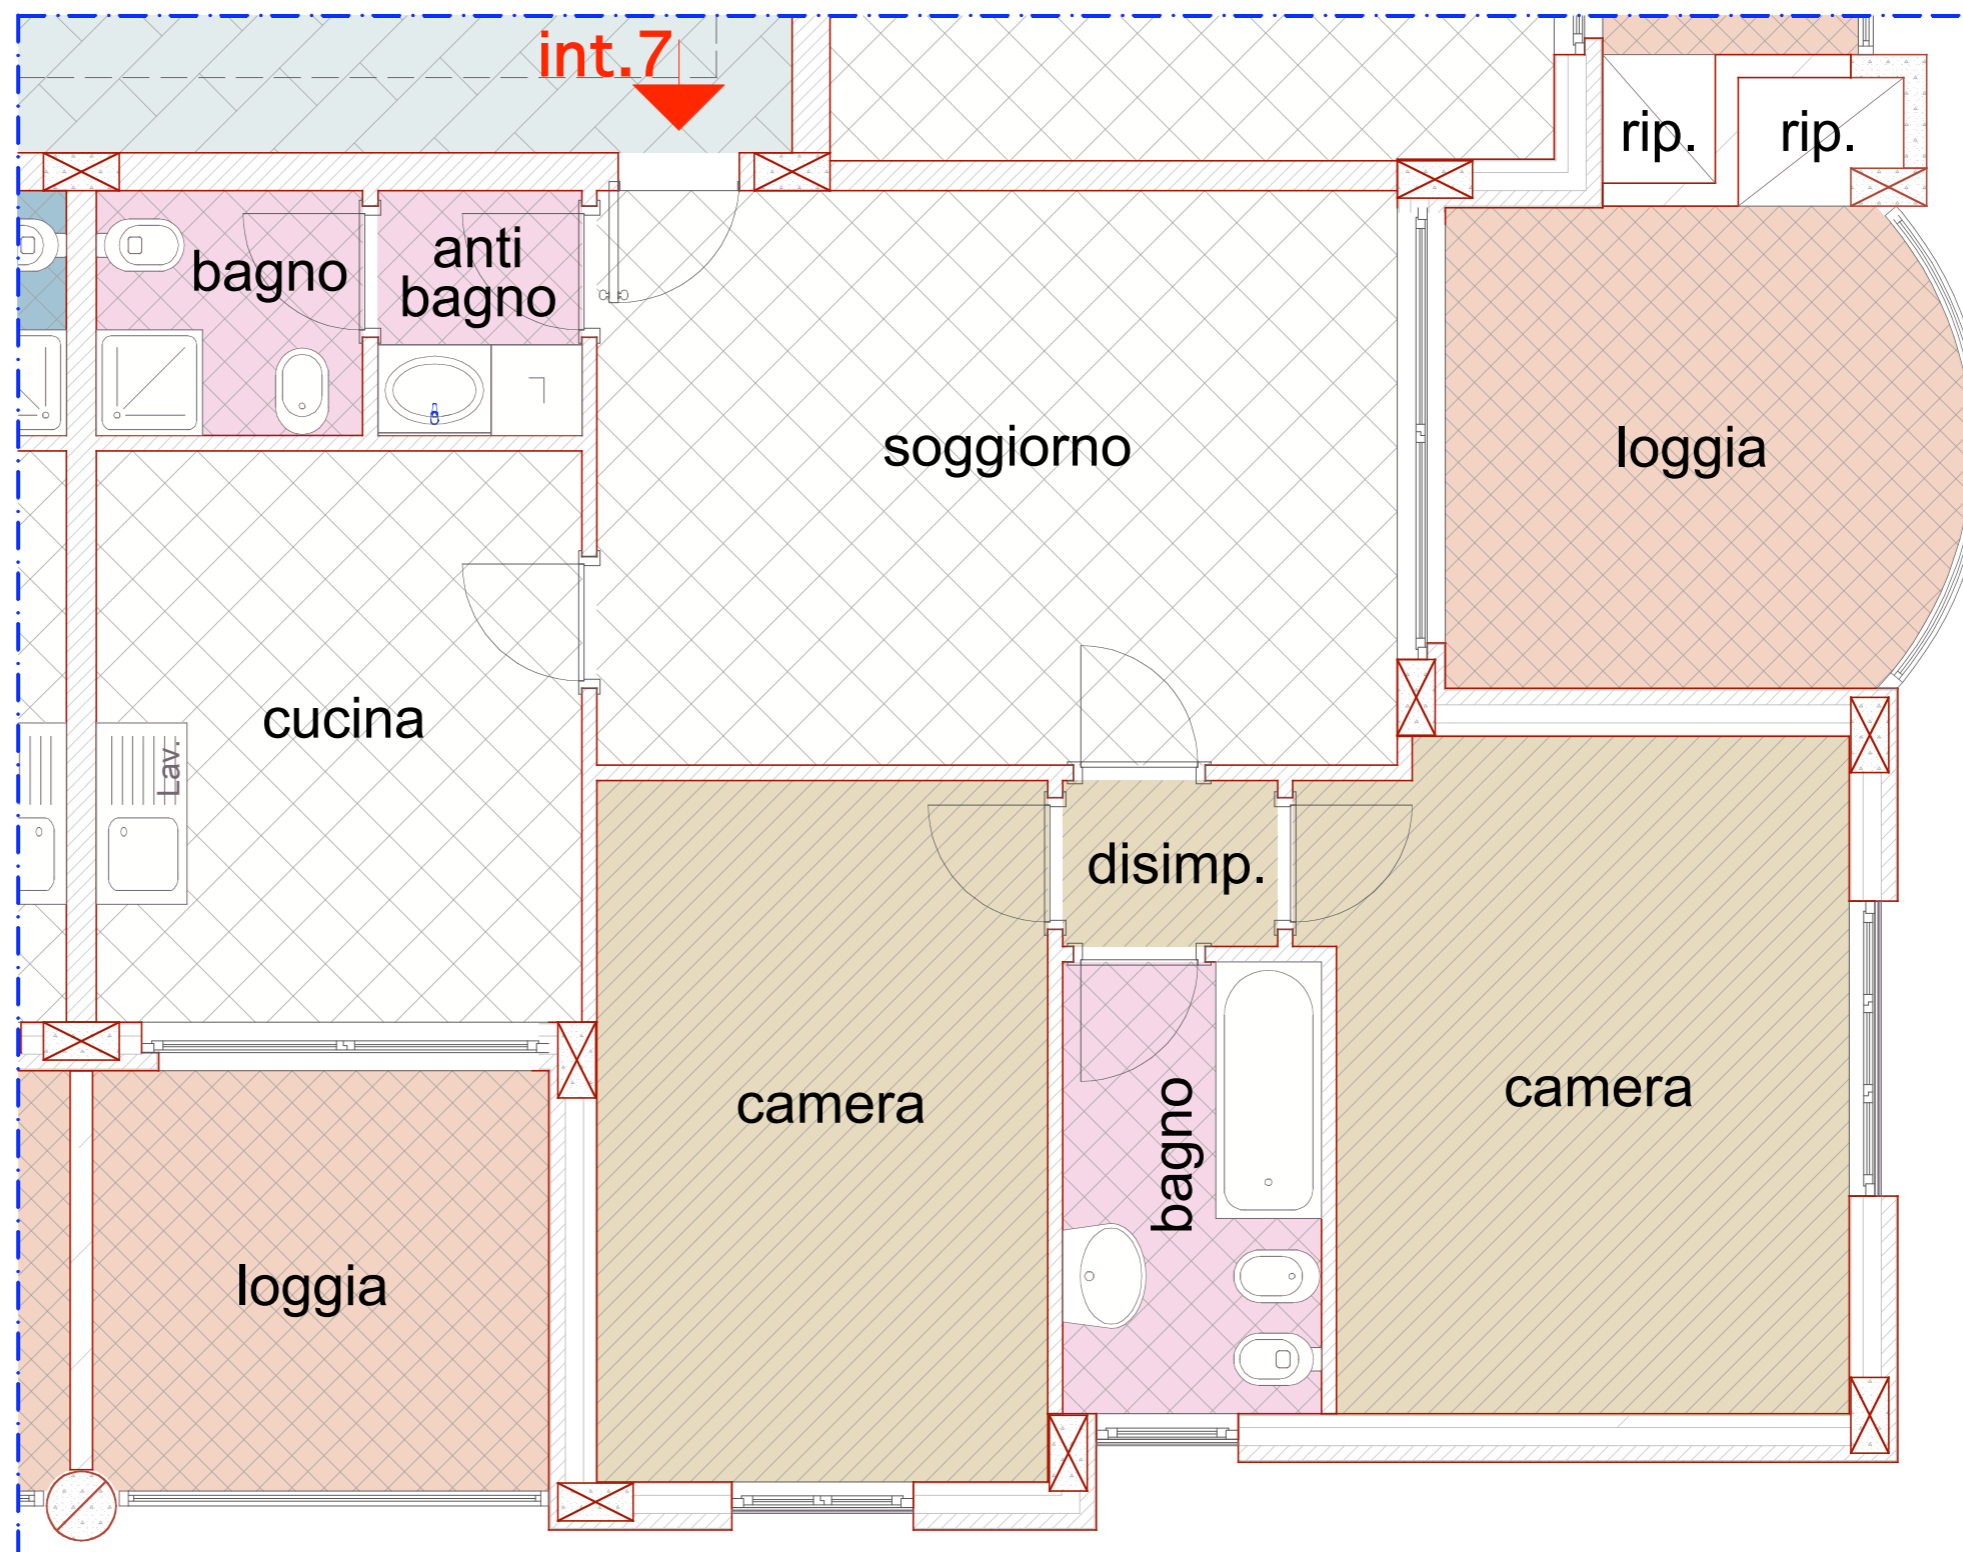 int.7
rip.
rip.
bagno
anti
bagno
soggiorno
loggia
cucina
Lav.
disimp.
camera
bagno
camera
loggia